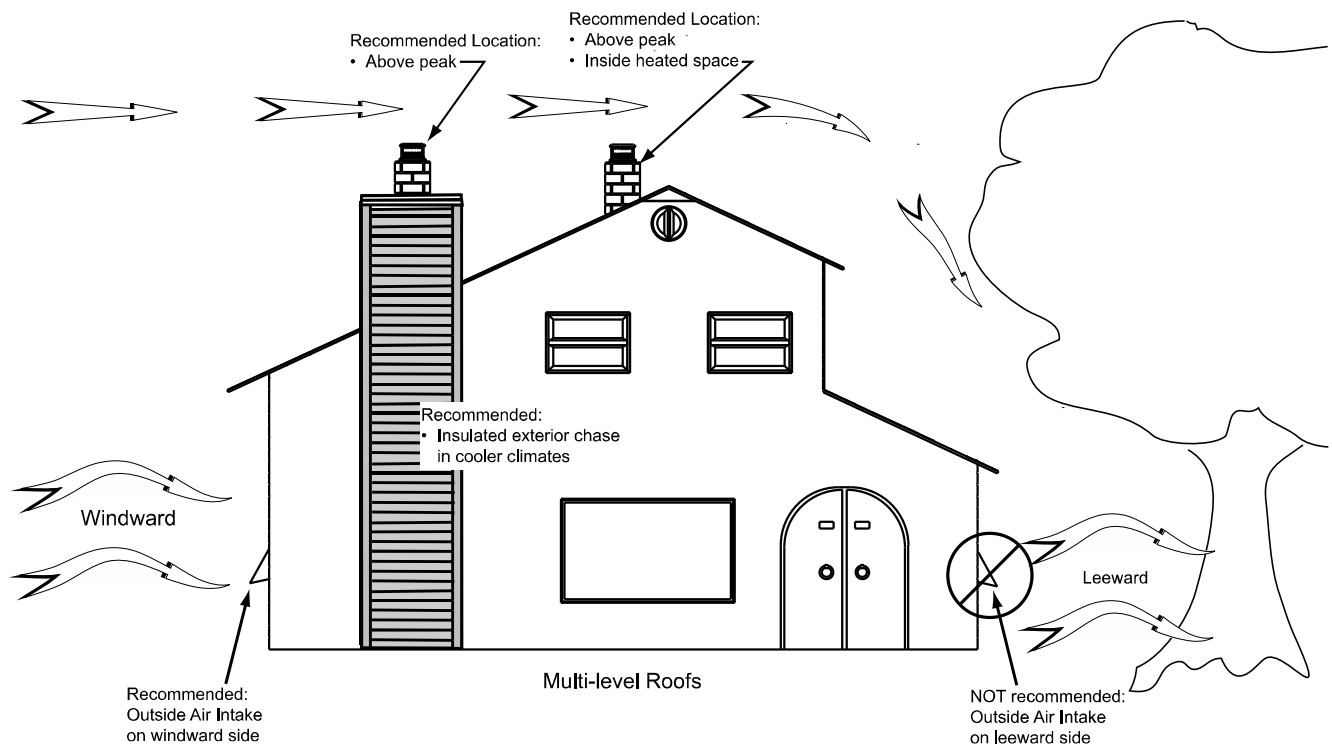 Recommended Location:
• Above peak
Recommended Location:
• Above peak
• Inside heated space
Recommended:
• Insulated exterior chase
in cooler climates
Windward
Leeward
Recommended:
Outside Air Intake
on windward side
Multi-level Roofs
NOT recommended:
Outside Air Intake
on leeward side